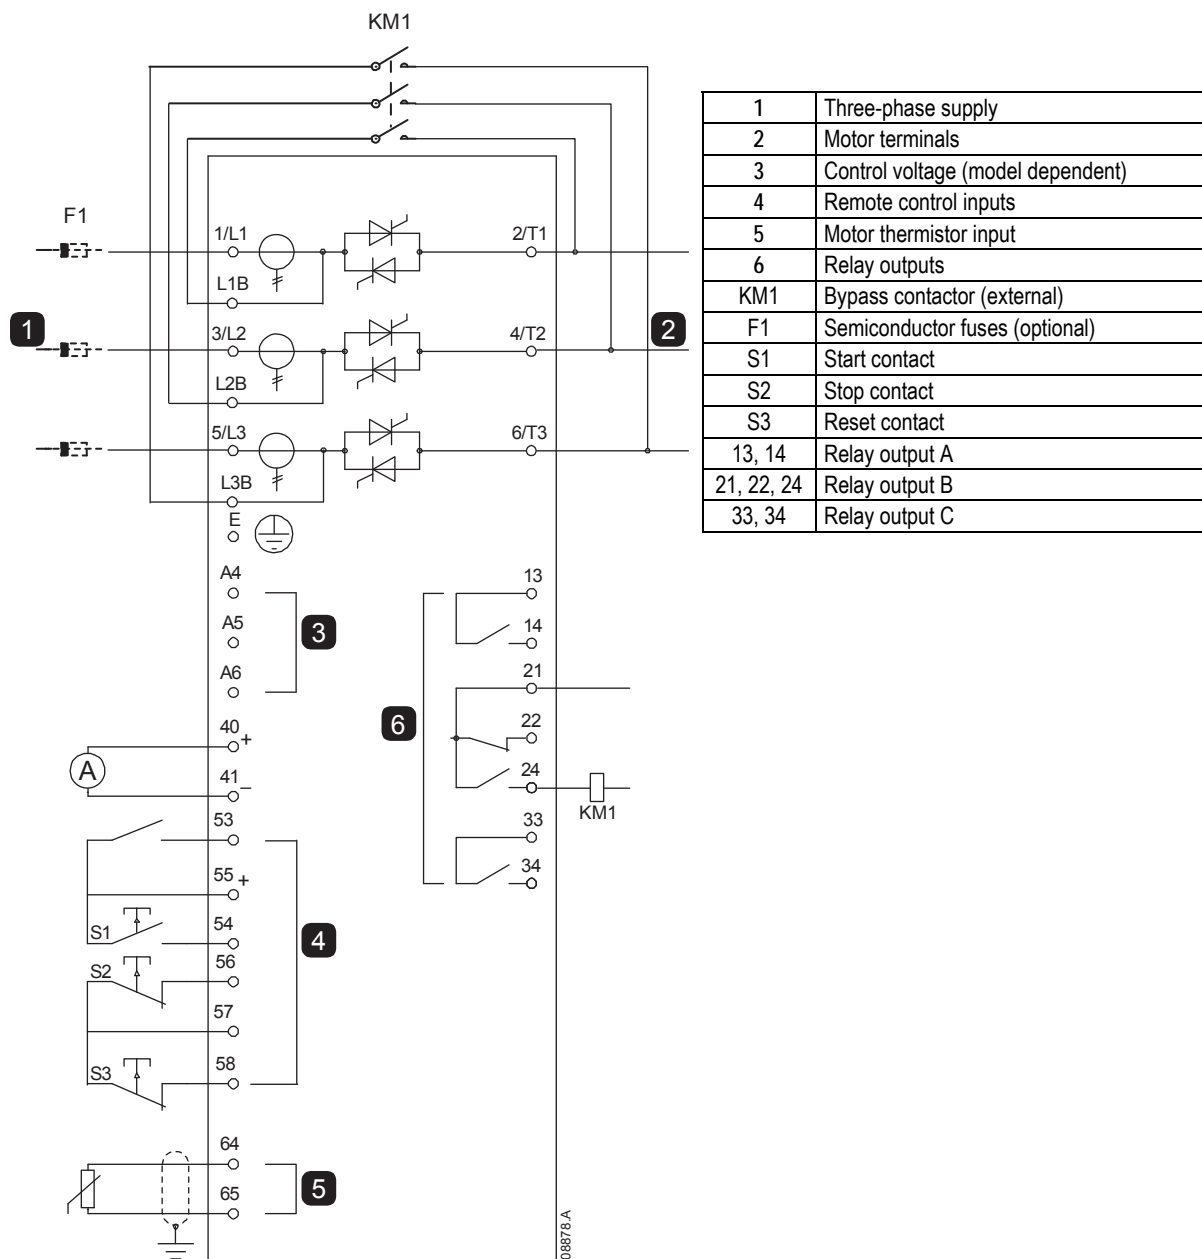 KM1
F1
1/L1
2/T1
L1B
1
3/L2
4/T2
2
L2B
5/L3
6/T3
L3B
E
A4
A5
3
A6
40
+
A
41
–
53
55 +
S1
54
4
S2
56
57
S3
58
64
5
65
13
14
21
6
22
24
KM1
33
34
08878.A
1 Three-phase supply
2 Motor terminals
3 Control voltage (model dependent)
4 Remote control inputs
5 Motor thermistor input
6 Relay outputs
KM1 Bypass contactor (external)
F1 Semiconductor fuses (optional)
S1 Start contact
S2 Stop contact
S3 Reset contact
13, 14 Relay output A
21, 22, 24 Relay output B
33, 34 Relay output C